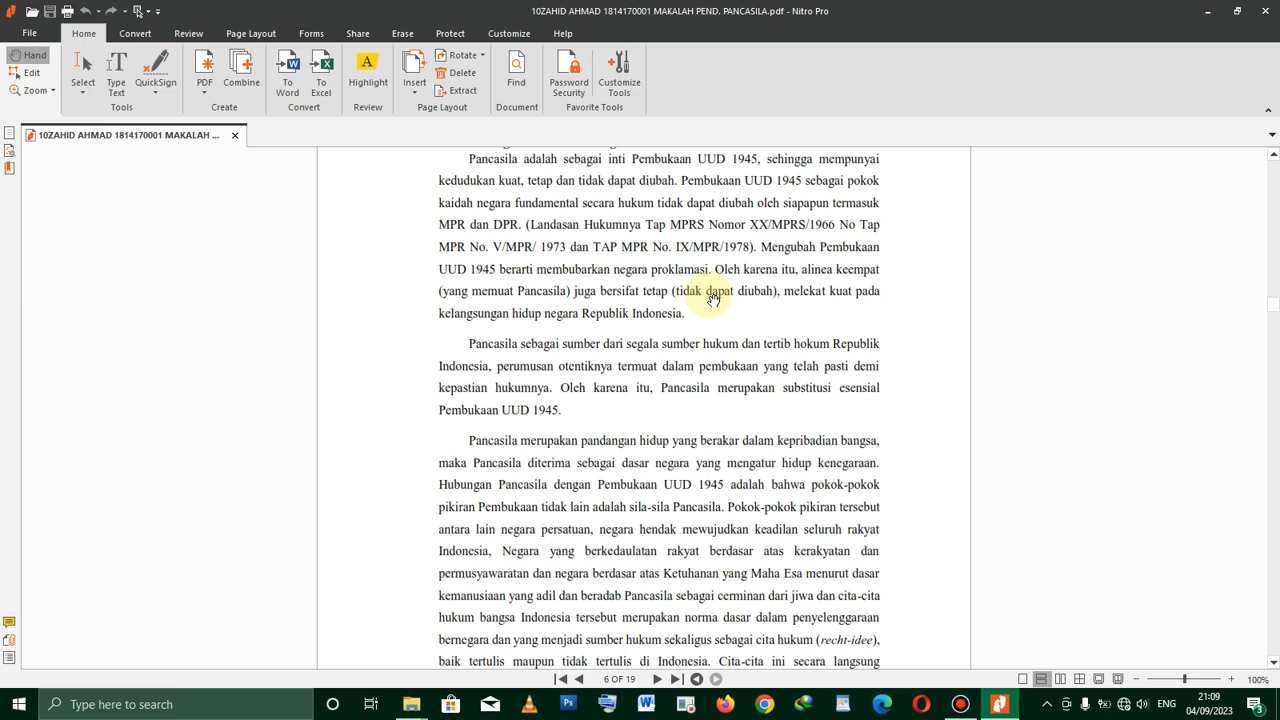 10ZAHID AHMAD 1814170001 MAKALAH PEND. PANCASILA.pdf - Nitro Pro
File Home Convert Review Page Layout Forms Share Erase Protect Customize Help
Hand
Edit
Zoom
Select
Type Text
QuickSign
Tools
PDF
Combine
Create
To Word
To Excel
Convert
Highlight
Review
Insert
Rotate
Delete
Extract
Page Layout
Find
Document
Password Security
Customize Tools
Favorite Tools
10ZAHID AHMAD 1814170001 MAKALAH ...
Pancasila adalah sebagai inti Pembukaan UUD 1945, sehingga mempunyai
kedudukan kuat, tetap dan tidak dapat diubah. Pembukaan UUD 1945 sebagai pokok
kaidah negara fundamental secara hukum tidak dapat diubah oleh siapapun termasuk
MPR dan DPR. (Landasan Hukumnya Tap MPRS Nomor XX/MPRS/1966 No Tap
MPR No. V/MPR/ 1973 dan TAP MPR No. IX/MPR/1978). Mengubah Pembukaan
UUD 1945 berarti membubarkan negara proklamasi. Oleh karena itu, alinea keempat
(yang memuat Pancasila) juga bersifat tetap (tidak dapat diubah), melekat kuat pada
kelangsungan hidup negara Republik Indonesia.
Pancasila sebagai sumber dari segala sumber hukum dan tertib hokum Republik
Indonesia, perumusan otentiknya termuat dalam pembukaan yang telah pasti demi
kepastian hukumnya. Oleh karena itu, Pancasila merupakan substitusi esensial
Pembukaan UUD 1945.
Pancasila merupakan pandangan hidup yang berakar dalam kepribadian bangsa,
maka Pancasila diterima sebagai dasar negara yang mengatur hidup kenegaraan.
Hubungan Pancasila dengan Pembukaan UUD 1945 adalah bahwa pokok-pokok
pikiran Pembukaan tidak lain adalah sila-sila Pancasila. Pokok-pokok pikiran tersebut
antara lain negara persatuan, negara hendak mewujudkan keadilan seluruh rakyat
Indonesia, Negara yang berkedaulatan rakyat berdasar atas kerakyatan dan
permusyawaratan dan negara berdasar atas Ketuhanan yang Maha Esa menurut dasar
kemanusiaan yang adil dan beradab Pancasila sebagai cerminan dari jiwa dan cita-cita
hukum bangsa Indonesia tersebut merupakan norma dasar dalam penyelenggaraan
bernegara dan yang menjadi sumber hukum sekaligus sebagai cita hukum (recht-idee),
baik tertulis maupun tidak tertulis di Indonesia. Cita-cita ini secara langsung
6 OF 19
100%
Type here to search
ENG
21:09
04/09/2023
3